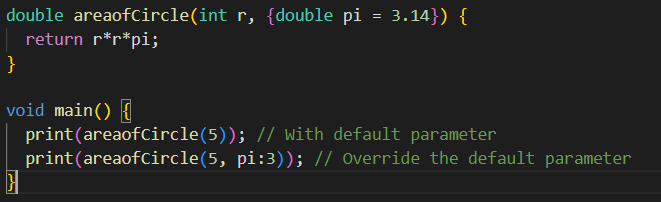 double areaofCircle(int r, {double pi = 3.14}) {
  return r*r*pi;
}

void main() {
  print(areaofCircle(5)); // With default parameter
  print(areaofCircle(5, pi:3)); // Override the default parameter
}